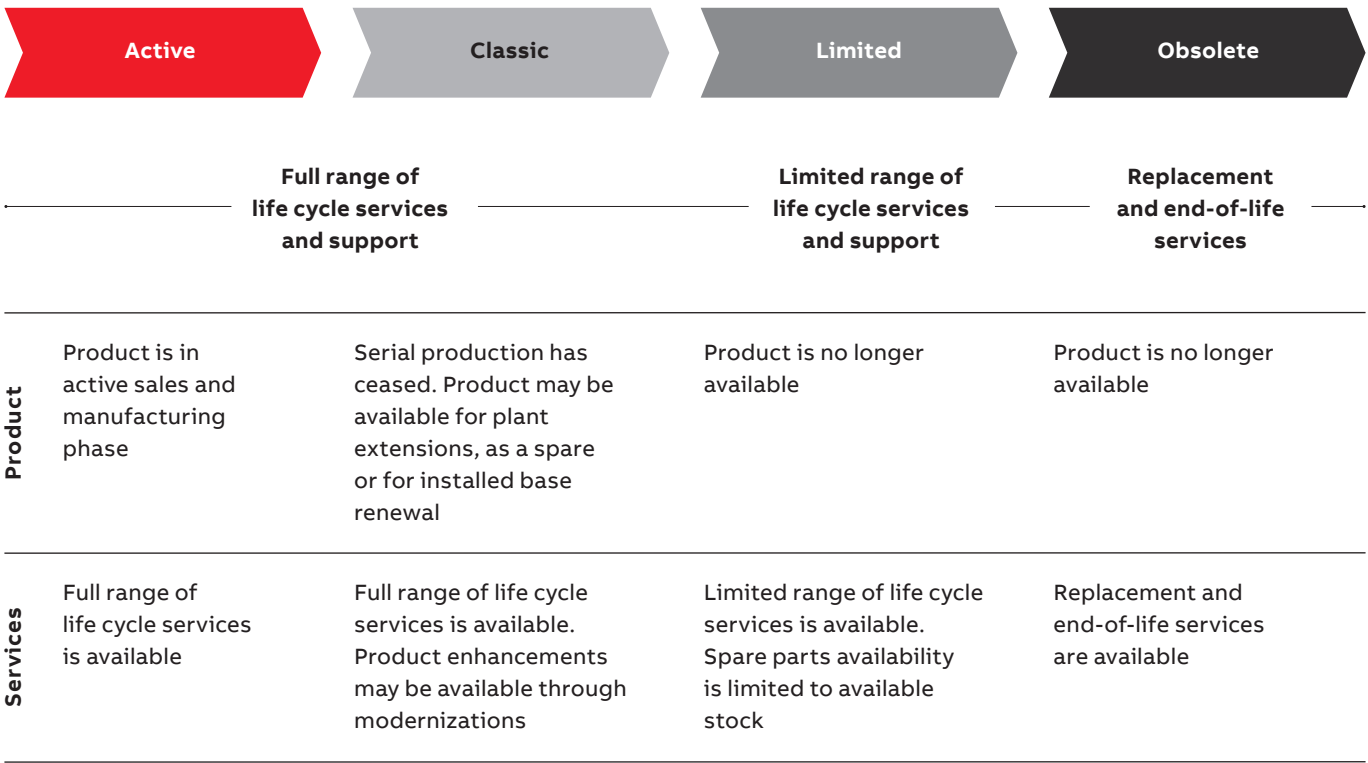 Active
Classic
Limited
Obsolete
Full range of
life cycle services
and support
Limited range of
life cycle services
and support
Replacement
and end-of-life
services
Product
Product is in
active sales and
manufacturing
phase
Serial production has
ceased. Product may be
available for plant
extensions, as a spare
or for installed base
renewal
Product is no longer
available
Product is no longer
available
Services
Full range of
life cycle services
is available
Full range of life cycle
services is available.
Product enhancements
may be available through
modernizations
Limited range of life cycle
services is available.
Spare parts availability
is limited to available
stock
Replacement and
end-of-life services
are available